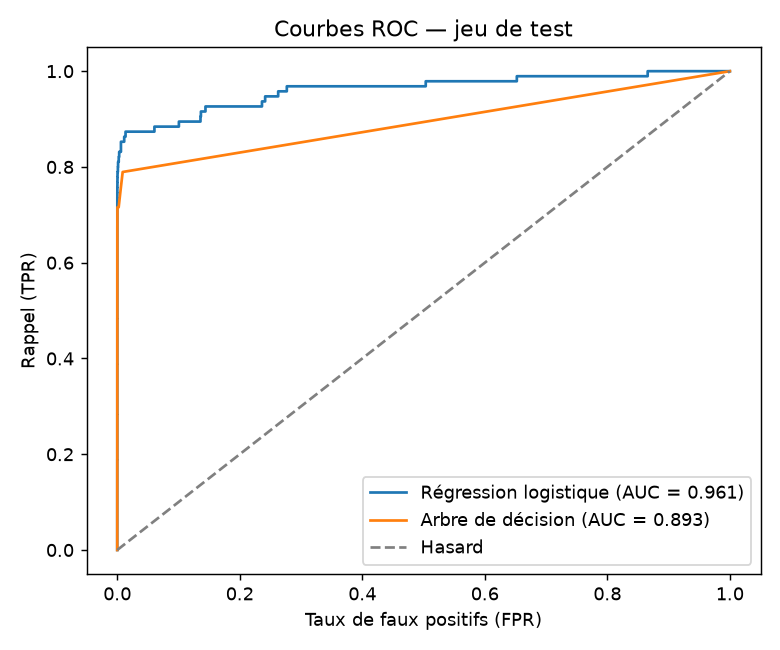 Courbes ROC — jeu de test
1.0
0.8
0.6
0.4
0.2
0.0
Rappel (TPR)
Régression logistique (AUC = 0.961)
Arbre de décision (AUC = 0.893)
Hasard
0.0 0.2 0.4 0.6 0.8 1.0
Taux de faux positifs (FPR)